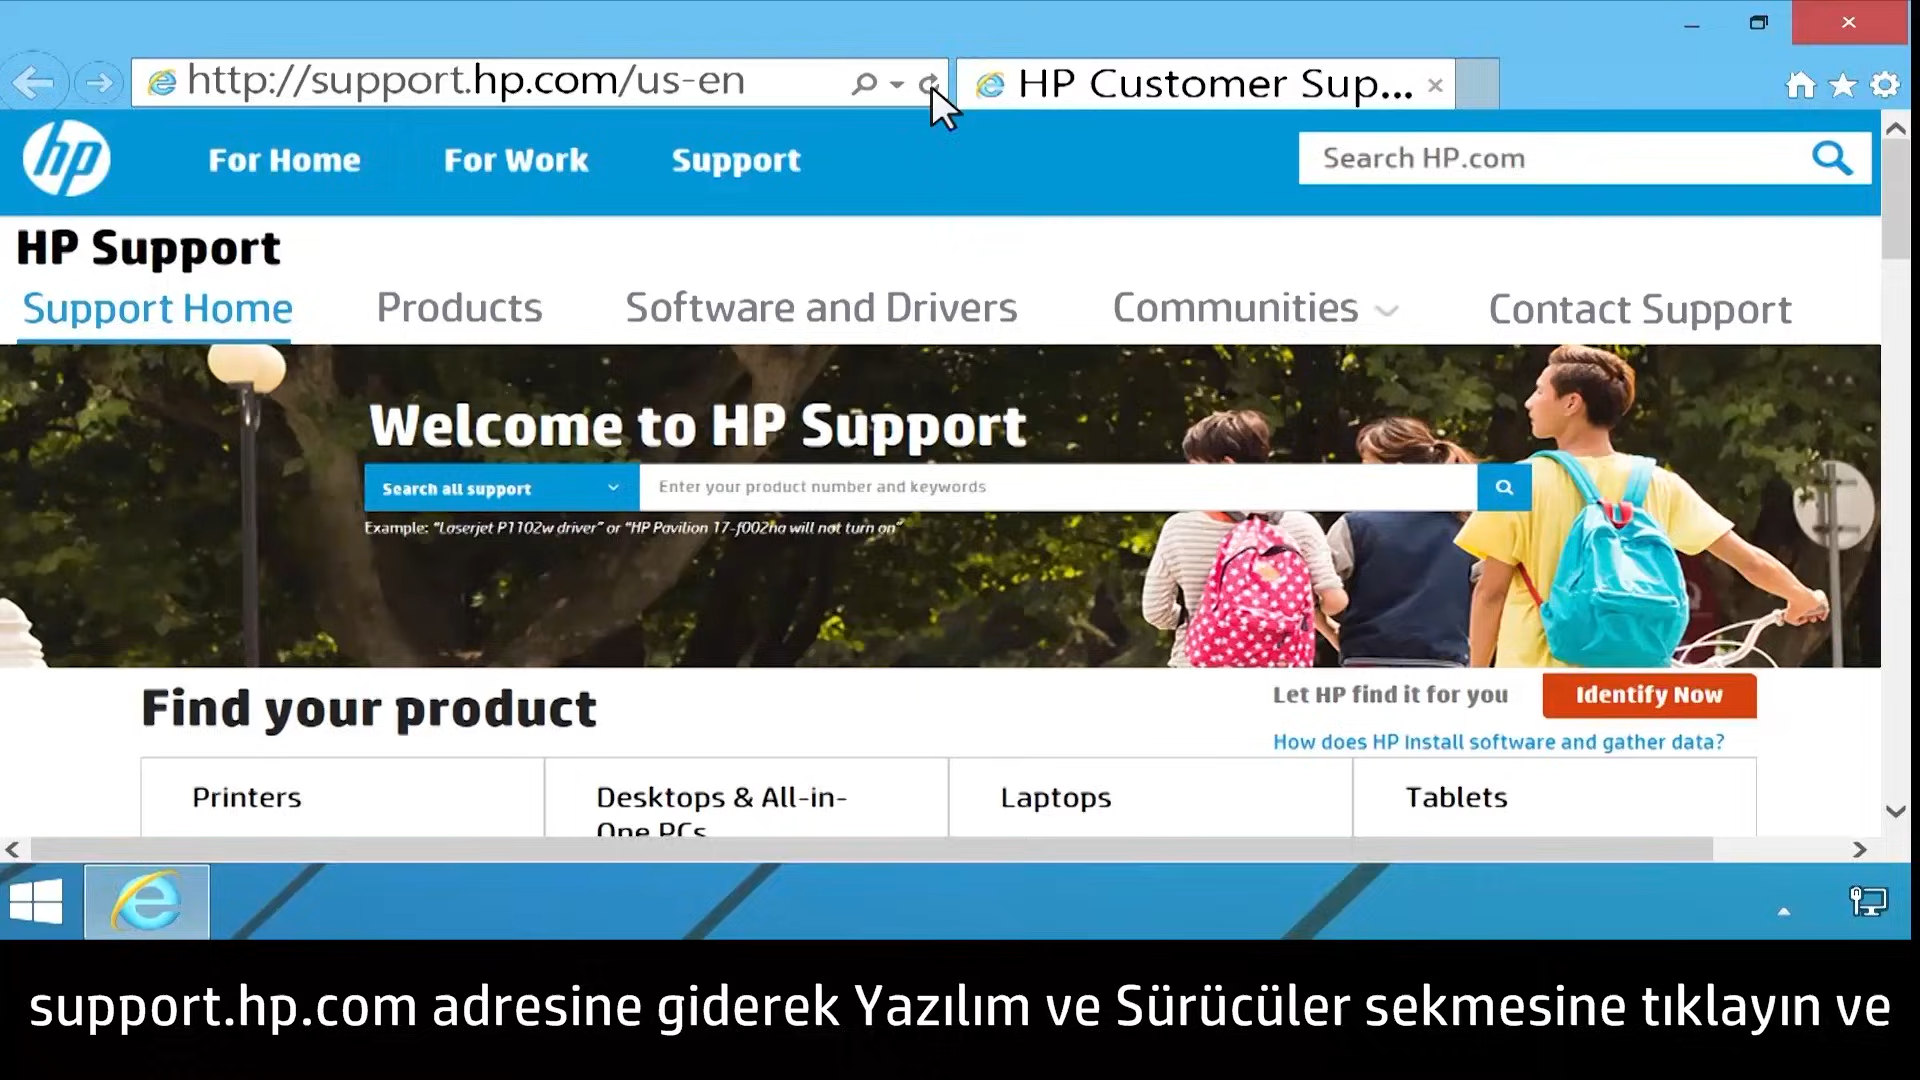 http://support.hp.com/us-en
HP Customer Sup...
hp
For Home
For Work
Support
Search HP.com
HP Support
Support Home
Products
Software and Drivers
Communities
Contact Support
Welcome to HP Support
Search all support
Enter your product number and keywords
Example: "Laserjet P1102w driver" or "HP Pavilion 17-f002ha will not turn on"
Find your product
Let HP find it for you
Identify Now
How does HP install software and gather data?
Printers
Desktops & All-in-
One PCs
Laptops
Tablets
support.hp.com adresine giderek Yazılım ve Sürücüler sekmesine tıklayın ve